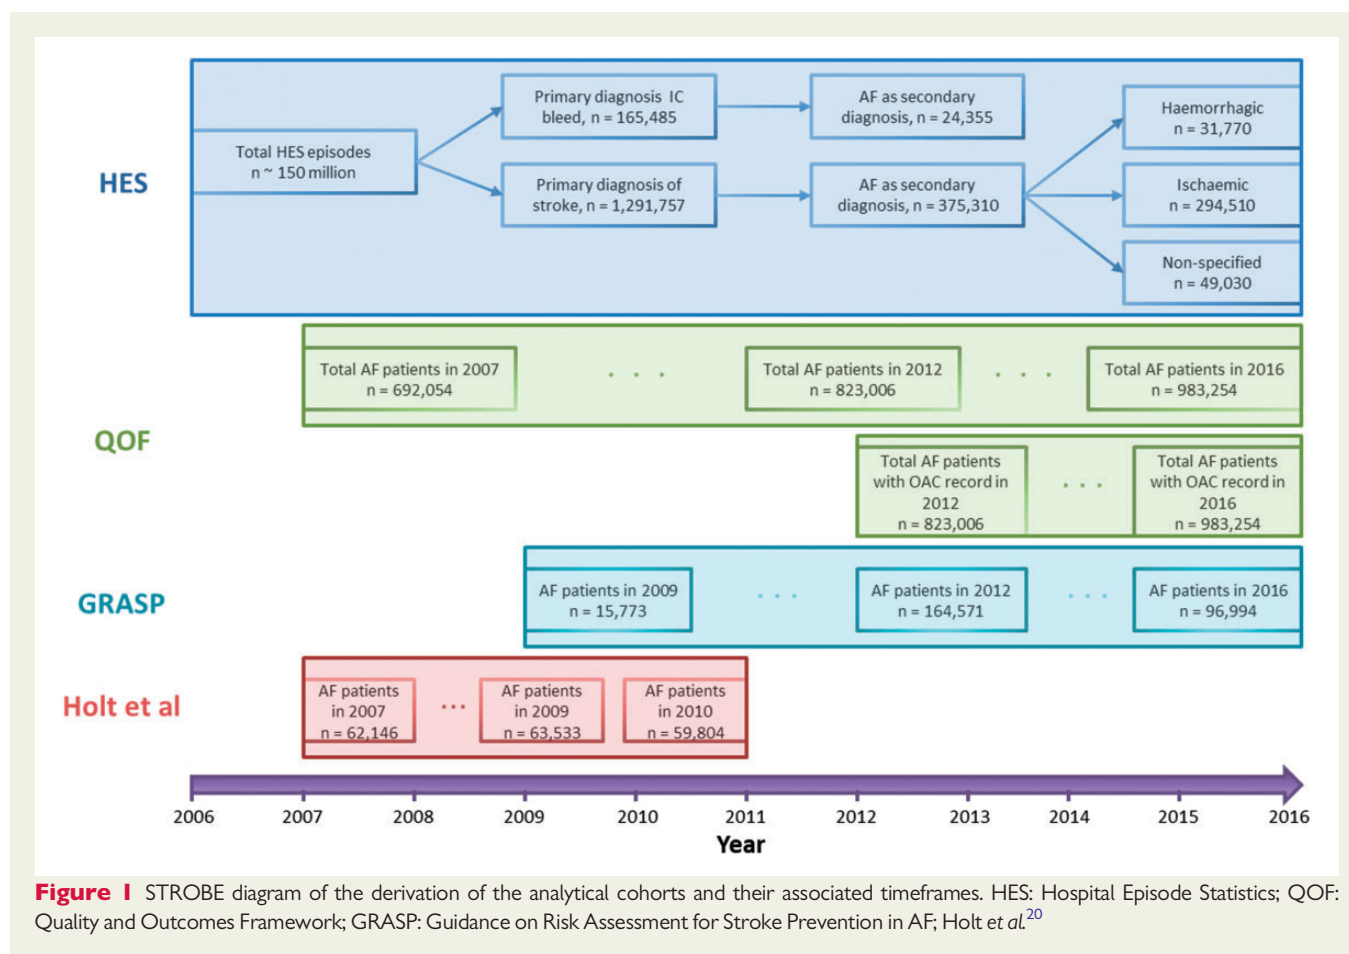 HES
Total HES episodes
n ~ 150 million
Primary diagnosis IC
bleed, n = 165,485
AF as secondary
diagnosis, n = 24,355
Primary diagnosis of
stroke, n = 1,291,757
AF as secondary
diagnosis, n = 375,310
Haemorrhagic
n = 31,770
Ischaemic
n = 294,510
Non-specified
n = 49,030
QOF
Total AF patients in 2007
n = 692,054
. . .
Total AF patients in 2012
n = 823,006
. . .
Total AF patients in 2016
n = 983,254
Total AF patients
with OAC record in
2012
n = 823,006
. . .
Total AF patients
with OAC record in
2016
n = 983,254
GRASP
AF patients in 2009
n = 15,773
. . .
AF patients in 2012
n = 164,571
. . .
AF patients in 2016
n = 96,994
Holt et al
AF patients
in 2007
n = 62,146
...
AF patients
in 2009
n = 63,533
AF patients
in 2010
n = 59,804
2006 2007 2008 2009 2010 2011 2012 2013 2014 2015 2016
Year
Figure 1 STROBE diagram of the derivation of the analytical cohorts and their associated timeframes. HES: Hospital Episode Statistics; QOF:
Quality and Outcomes Framework; GRASP: Guidance on Risk Assessment for Stroke Prevention in AF; Holt et al.20